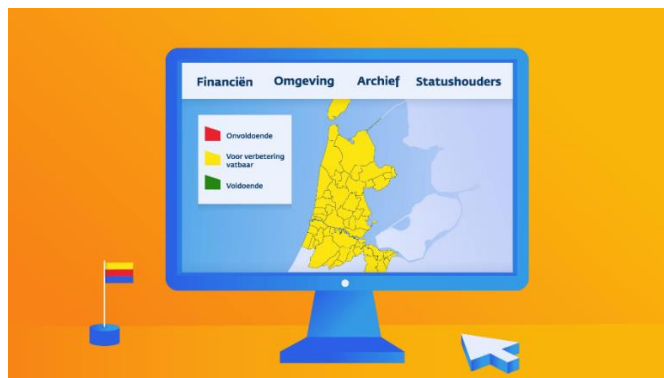 Financiën Omgeving Archief Statushouders
Onvoldoende
Voor verbetering
vatbaar
Voldoende